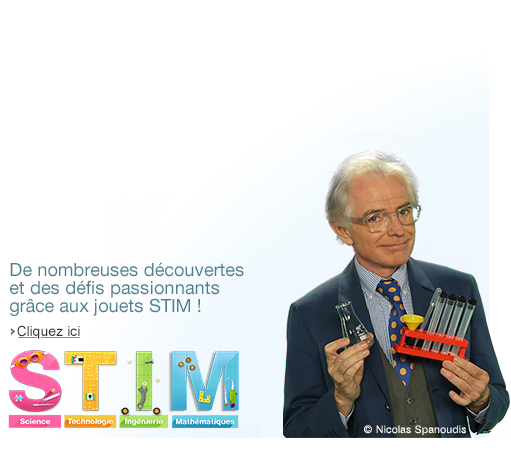 De nombreuses découvertes
et des défis passionnants
grâce aux jouets STIM !
> Cliquez ici
STIM
Science Technologie Ingénierie Mathématiques
© Nicolas Spanoudis